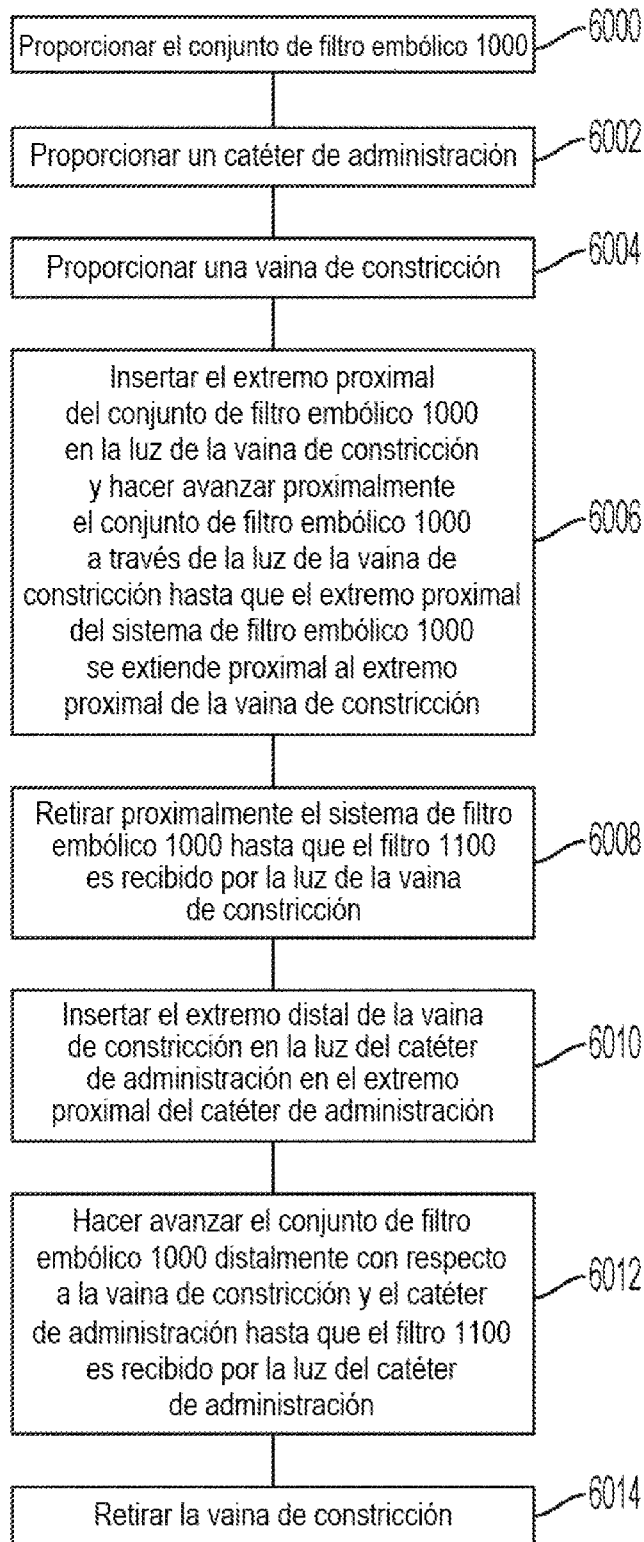 Proporcionar el conjunto de filtro embólico 1000
6000
Proporcionar un catéter de administración
6002
Proporcionar una vaina de constricción
6004
Insertar el extremo proximal
del conjunto de filtro embólico 1000
en la luz de la vaina de constricción
y hacer avanzar proximalmente
el conjunto de filtro embólico 1000
a través de la luz de la vaina de
constricción hasta que el extremo proximal
del sistema de filtro embólico 1000
se extiende proximal al extremo
proximal de la vaina de constricción
6006
Retirar proximalmente el sistema de filtro
embólico 1000 hasta que el filtro 1100
es recibido por la luz de la vaina
de constricción
6008
Insertar el extremo distal de la vaina
de constricción en la luz del catéter
de administración en el extremo
proximal del catéter de administración
6010
Hacer avanzar el conjunto de filtro
embólico 1000 distalmente con respecto
a la vaina de constricción y el catéter
de administración hasta que el filtro 1100
es recibido por la luz del catéter
de administración
6012
Retirar la vaina de constricción
6014